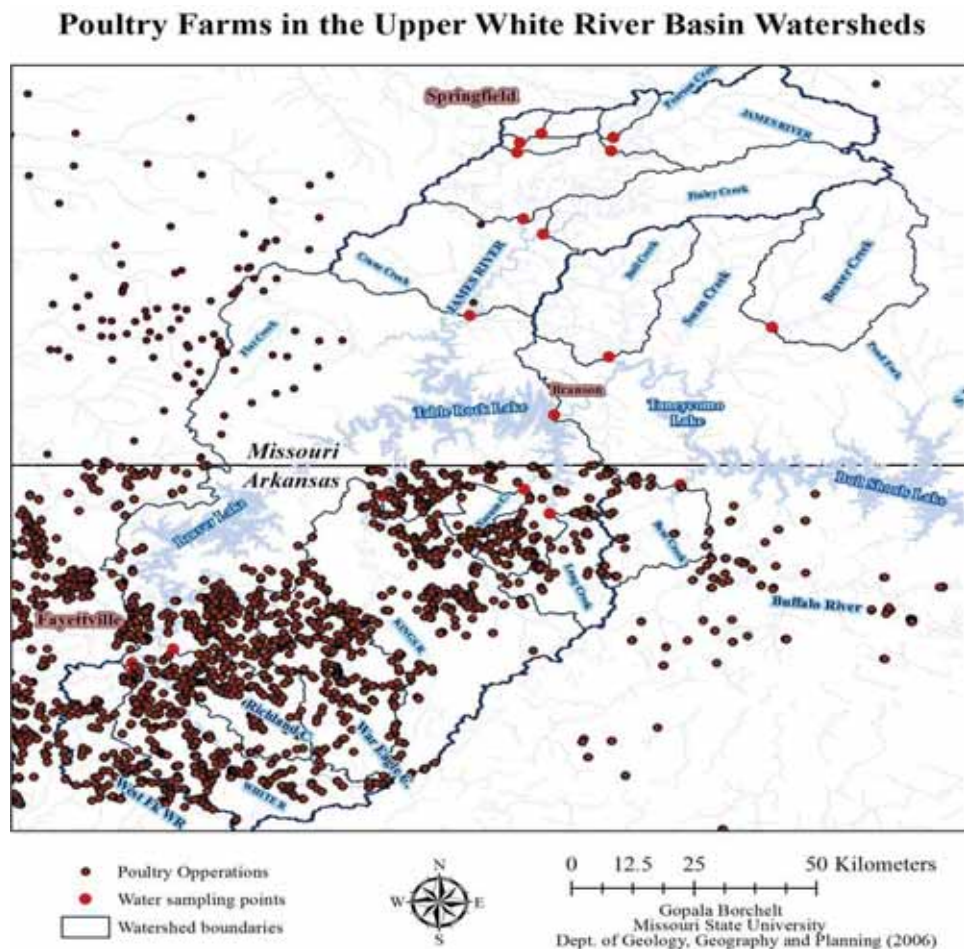 Poultry Farms in the Upper White River Basin Watersheds
Springfield
JAMES RIVER
Finley Creek
Bull Creek
Swan Creek
Beaver Creek
JAMES RIVER
Flat Creek
Branson
Table Rock Lake
Taneycomo
Lake
Missouri
Arkansas
Bull Shoals Lake
Beaver Lake
Long Creek
Bear Creek
Buffalo River
Fayettville
KINGS R
Richland C.
War Eagle C.
WHITE R
West Fk WR
Poultry Opperations
Water sampling points
Watershed boundaries
N
W
E
S
0 12.5 25 50 Kilometers
Gopala Borchelt
Missouri State University
Dept. of Geology, Geography and Planning (2006)